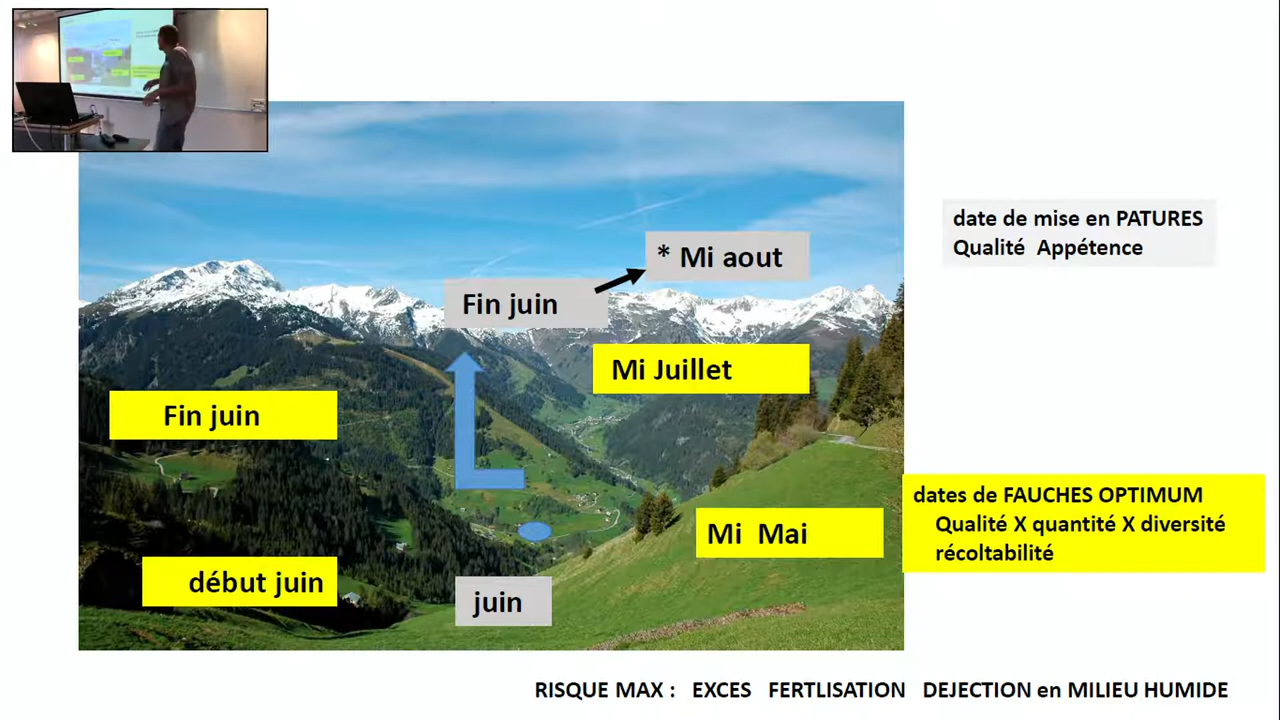 * Mi aout
Fin juin
Mi Juillet
Fin juin
Mi Mai
début juin
juin
date de mise en PATURES
Qualité Appétence
dates de FAUCHES OPTIMUM
Qualité X quantité X diversité
récoltabilité
RISQUE MAX : EXCES FERTLISATION DEJECTION en MILIEU HUMIDE